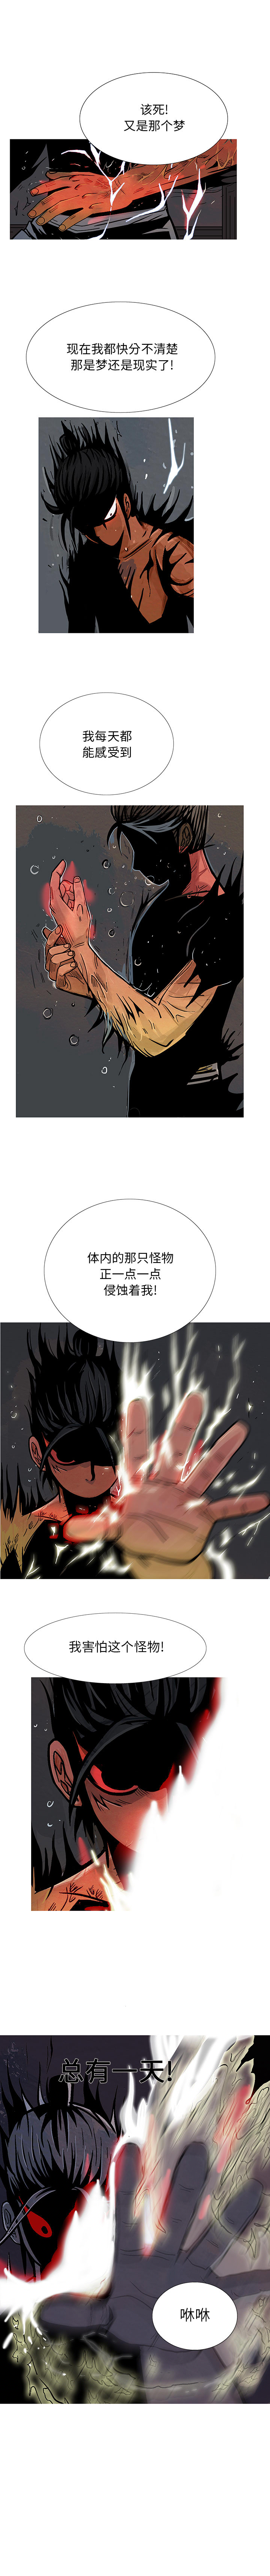 该死!
又是那个梦
现在我都快分不清楚
那是梦还是现实了!
我每天都
能感受到
体内的那只怪物
正一点一点
侵蚀着我!
我害怕这个怪物!
总有一天!
咻咻